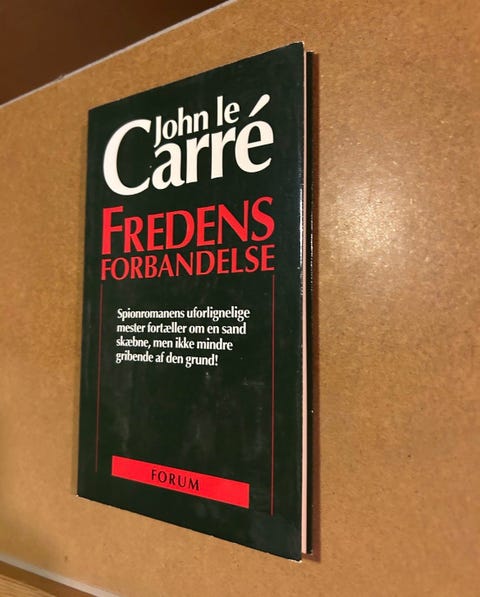 John le
Carré
FREDENS
FORBANDELSE
Spionromanens uforlignelige
mester fortæller om en sand
skæbne, men ikke mindre
gribende af den grund!
FORUM